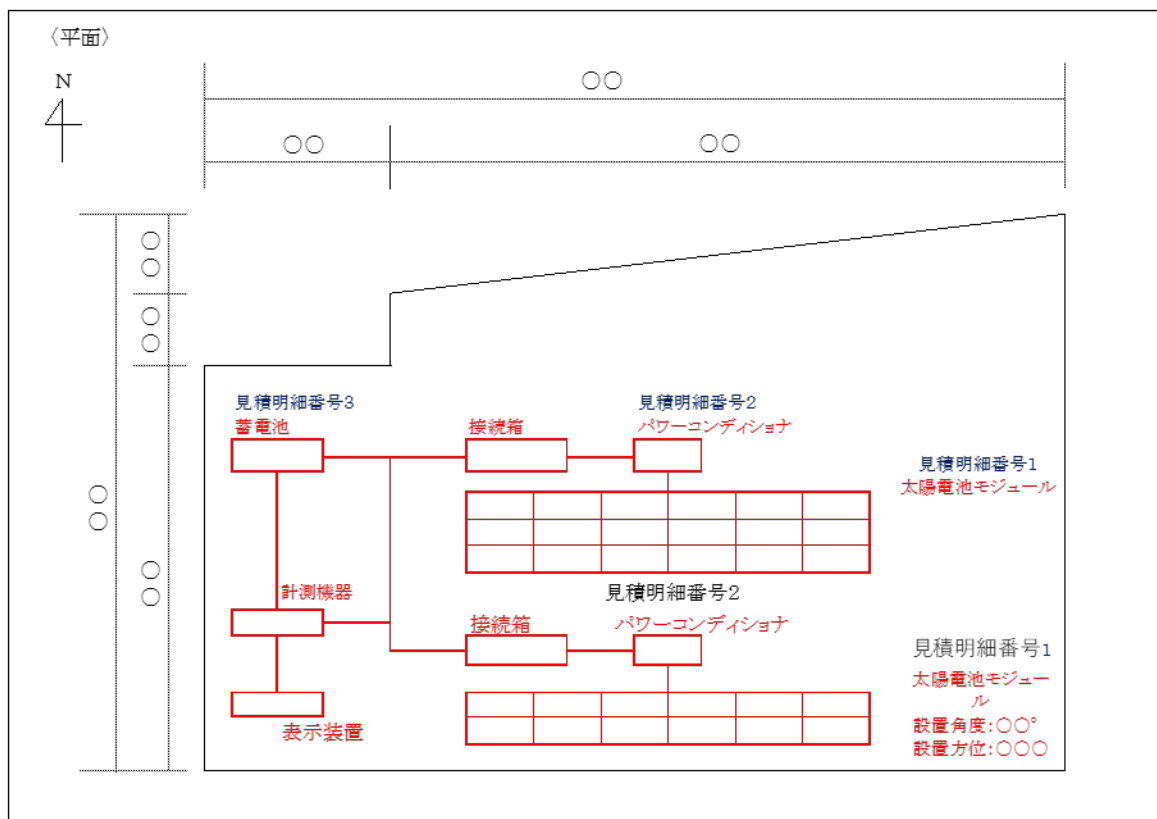 〈平面〉
N
〇〇
〇〇
〇〇
〇〇
〇〇
〇〇
〇〇
見積明細番号3
蓄電池
接続箱
見積明細番号2
パワーコンディショナ
見積明細番号1
太陽電池モジュール
計測機器
見積明細番号2
接続箱
パワーコンディショナ
見積明細番号1
太陽電池モジュー
ル
設置角度:〇〇°
設置方位:〇〇〇
表示装置